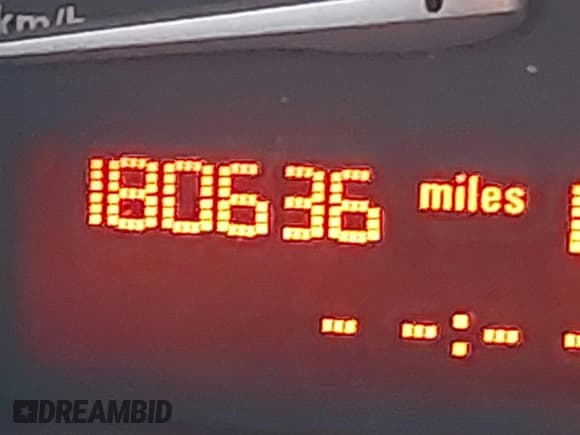 km/L
180636 miles
- -:-
DREAMBID